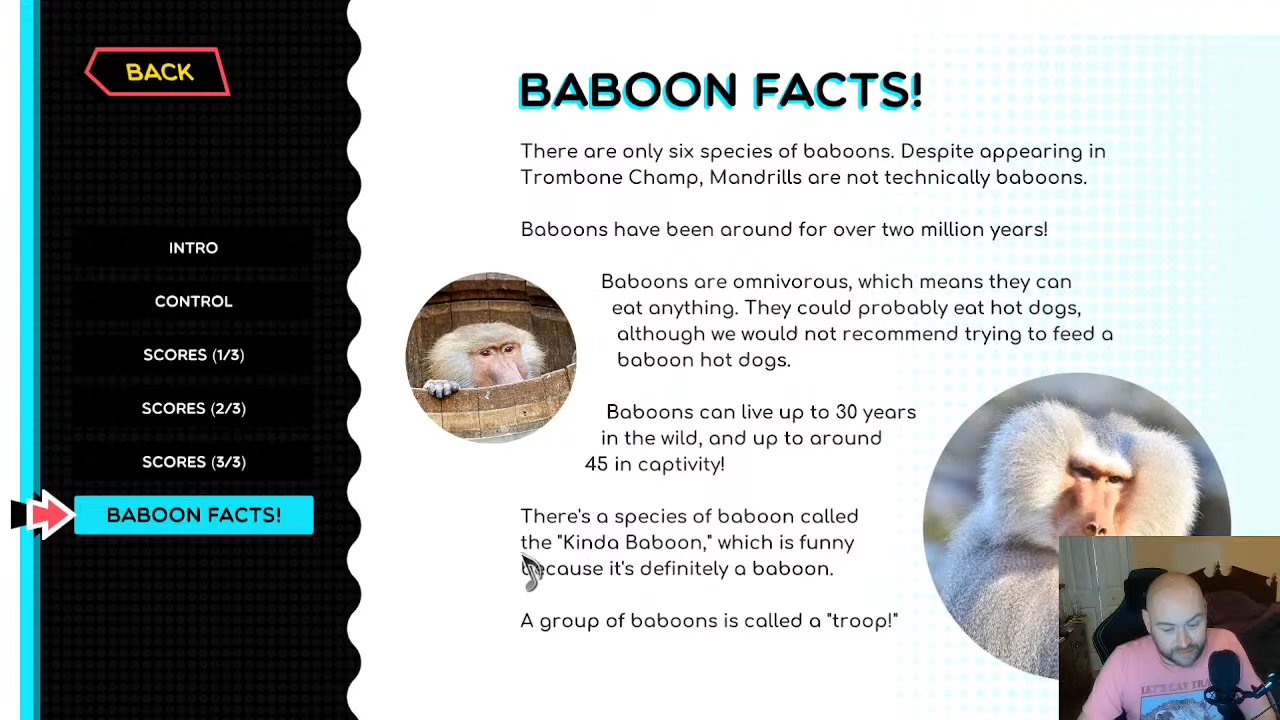 BACK
INTRO
CONTROL
SCORES (1/3)
SCORES (2/3)
SCORES (3/3)
BABOON FACTS!
BABOON FACTS!
There are only six species of baboons. Despite appearing in
Trombone Champ, Mandrills are not technically baboons.
Baboons have been around for over two million years!
Baboons are omnivorous, which means they can
eat anything. They could probably eat hot dogs,
although we would not recommend trying to feed a
baboon hot dogs.
Baboons can live up to 30 years
in the wild, and up to around
45 in captivity!
There's a species of baboon called
the "Kinda Baboon," which is funny
because it's definitely a baboon.
A group of baboons is called a "troop!"
LET'S EAT